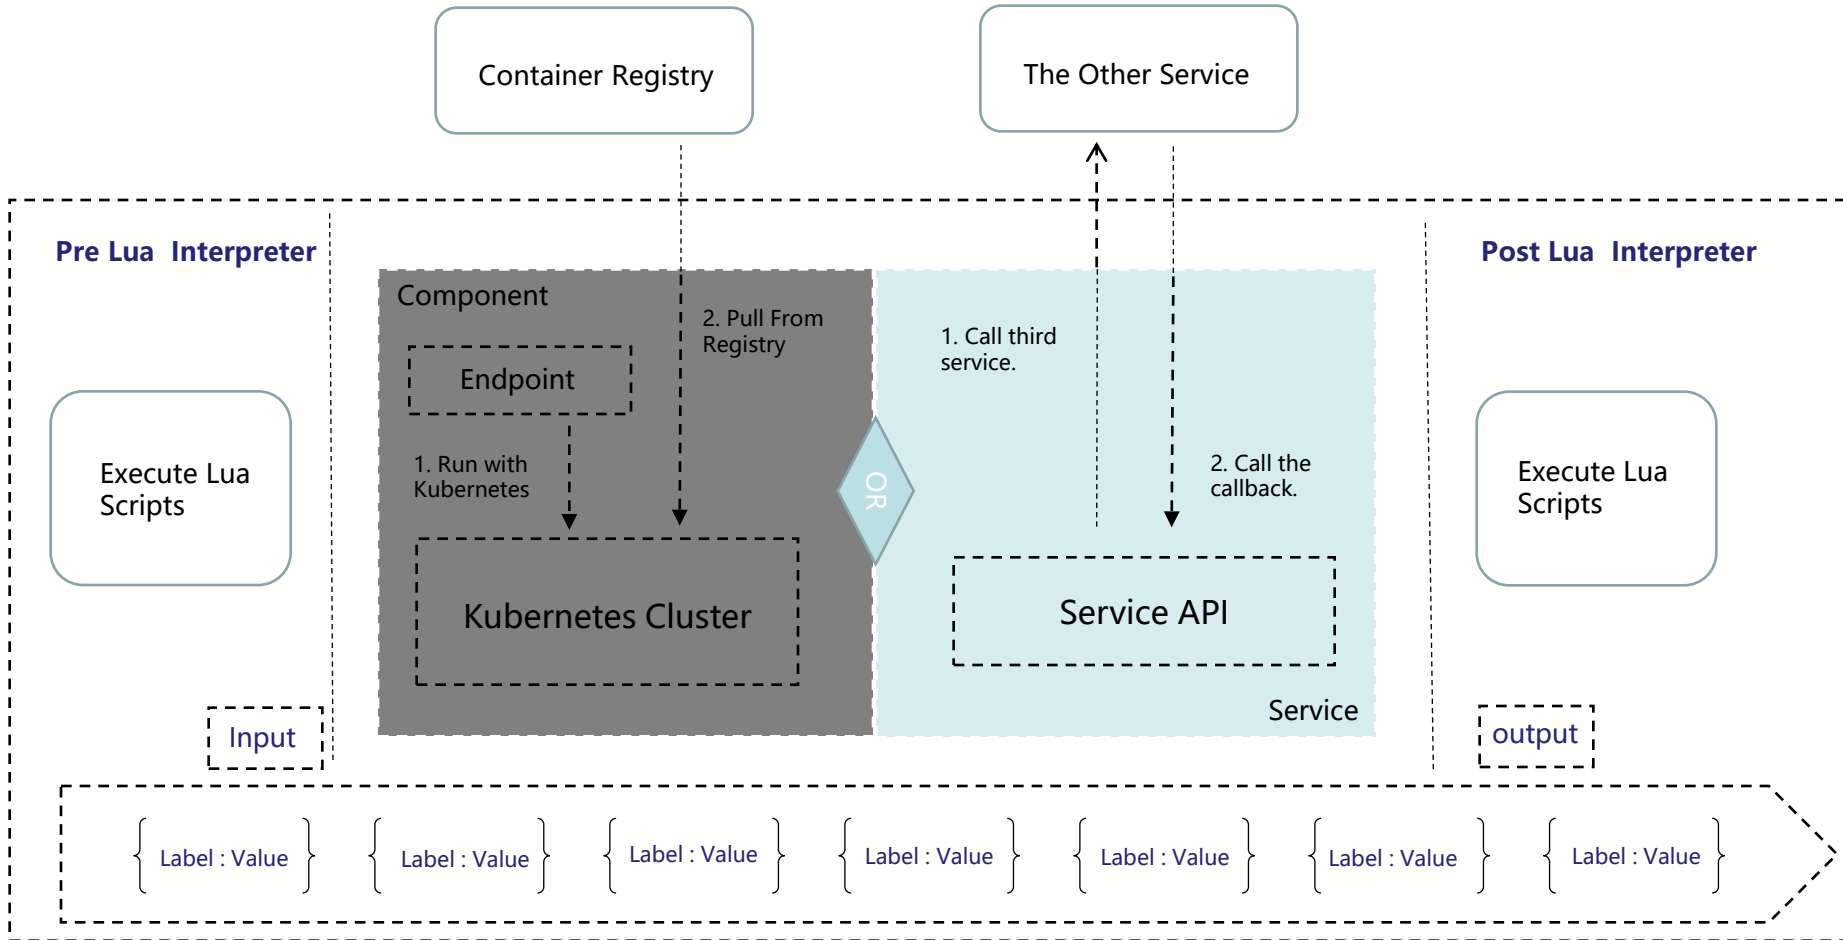 Container Registry
The Other Service
Pre Lua Interpreter
Post Lua Interpreter
Component
2. Pull From
Registry
1. Call third
service.
Endpoint
1. Run with
Kubernetes
OR
2. Call the
callback.
Execute Lua
Scripts
Execute Lua
Scripts
Kubernetes Cluster
Service API
Service
Input
output
{ Label : Value }
{ Label : Value }
{ Label : Value }
{ Label : Value }
{ Label : Value }
{ Label : Value }
{ Label : Value }